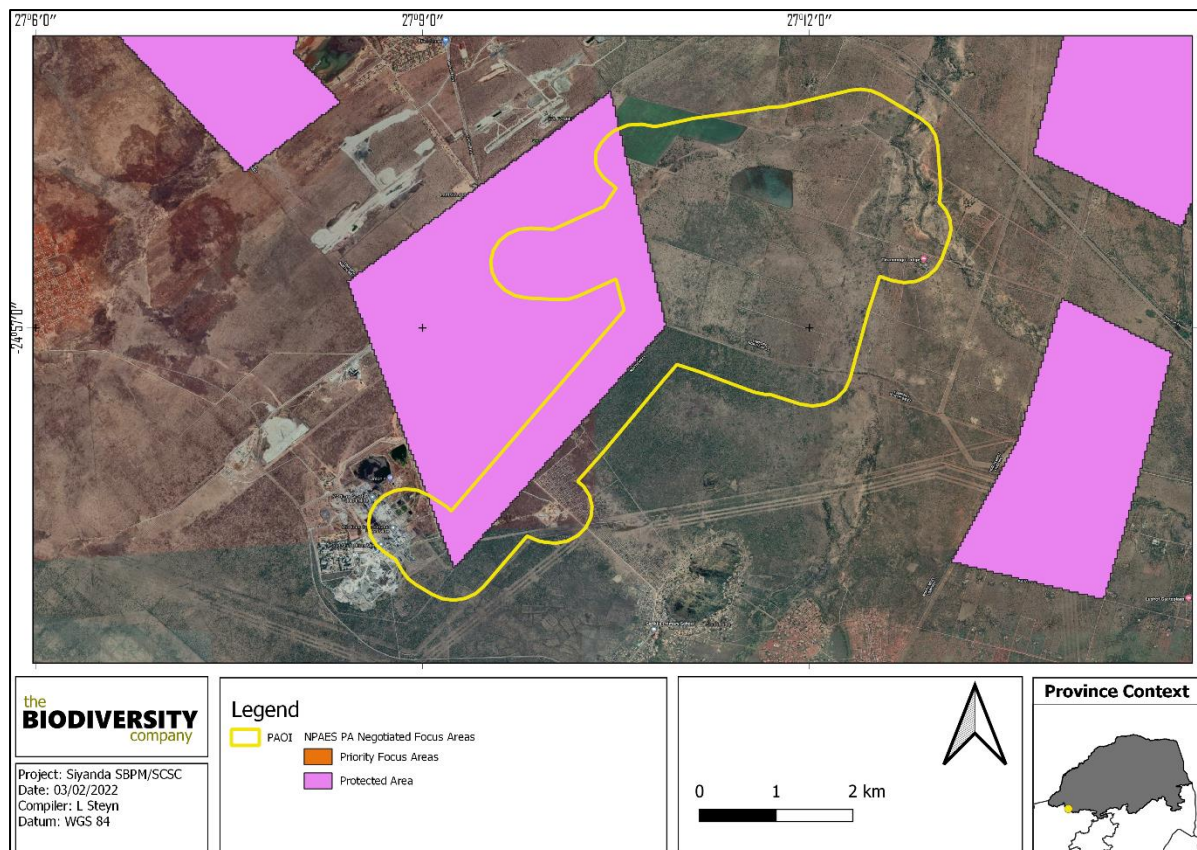 27°6′0″
27°9′0″
27°12′0″
-24°57′0″
the
BIODIVERSITY
company
Project: Siyanda SBPM/SCSC
Date: 03/02/2022
Compiler: L Steyn
Datum: WGS 84
Legend
PAOI NPAES PA Negotiated Focus Areas
Priority Focus Areas
Protected Area
0 1 2 km
Province Context